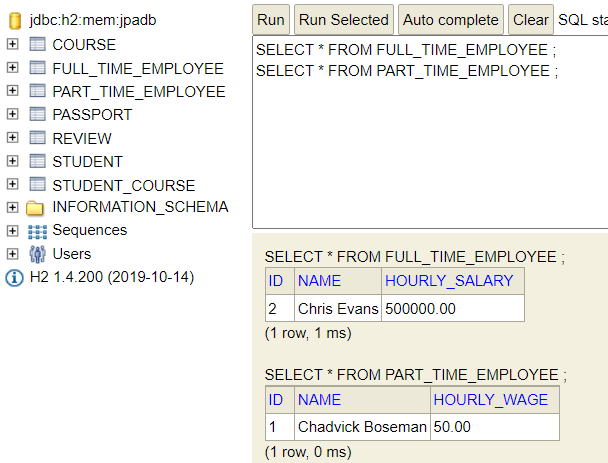 jdbc:h2:mem:jpadb
COURSE
FULL_TIME_EMPLOYEE
PART_TIME_EMPLOYEE
PASSPORT
REVIEW
STUDENT
STUDENT_COURSE
INFORMATION_SCHEMA
Sequences
Users
H2 1.4.200 (2019-10-14)
Run Run Selected Auto complete Clear SQL sta
SELECT * FROM FULL_TIME_EMPLOYEE ;
SELECT * FROM PART_TIME_EMPLOYEE ;
SELECT * FROM FULL_TIME_EMPLOYEE ;
ID NAME HOURLY_SALARY
2 Chris Evans 500000.00
(1 row, 1 ms)
SELECT * FROM PART_TIME_EMPLOYEE ;
ID NAME HOURLY_WAGE
1 Chadvick Boseman 50.00
(1 row, 0 ms)